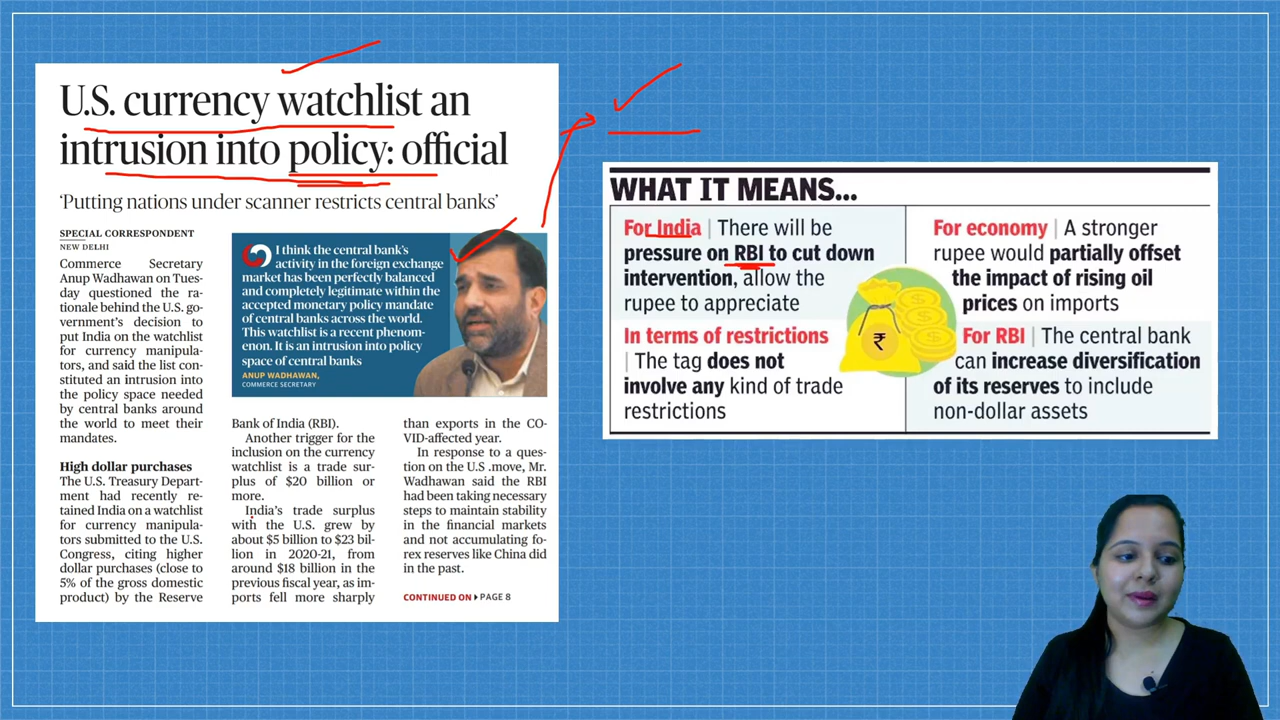 U.S. currency watchlist an
intrusion into policy: official
‘Putting nations under scanner restricts central banks’
SPECIAL CORRESPONDENT
NEW DELHI
Commerce Secretary
Anup Wadhawan on Tues-
day questioned the ra-
tionale behind the U.S. go-
vernment’s decision to
put India on the watchlist
for currency manipula-
tors, and said the list con-
stituted an intrusion into
the policy space needed
by central banks around
the world to meet their
mandates.
High dollar purchases
The U.S. Treasury Depart-
ment had recently re-
tained India on a watchlist
for currency manipula-
tors submitted to the U.S.
Congress, citing higher
dollar purchases (close to
5% of the gross domestic
product) by the Reserve
I think the central bank’s
activity in the foreign exchange
market has been perfectly balanced
and completely legitimate within the
accepted monetary policy mandate
of central banks across the world.
This watchlist is a recent phenom-
enon. It is an intrusion into policy
space of central banks
ANUP WADHAWAN,
COMMERCE SECRETARY
Bank of India (RBI).
Another trigger for the
inclusion on the currency
watchlist is a trade sur-
plus of $20 billion or
more.
India’s trade surplus
with the U.S. grew by
about $5 billion to $23 bil-
lion in 2020-21, from
around $18 billion in the
previous fiscal year, as im-
ports fell more sharply
than exports in the CO-
VID-affected year.
In response to a ques-
tion on the U.S .move, Mr.
Wadhawan said the RBI
had been taking necessary
steps to maintain stability
in the financial markets
and not accumulating fo-
rex reserves like China did
in the past.
CONTINUED ON ▸ PAGE 8
WHAT IT MEANS...
For India | There will be
pressure on RBI to cut down
intervention, allow the
rupee to appreciate
In terms of restrictions
| The tag does not
involve any kind of trade
restrictions
For economy | A stronger
rupee would partially offset
the impact of rising oil
prices on imports
For RBI | The central bank
can increase diversification
of its reserves to include
non-dollar assets
₹